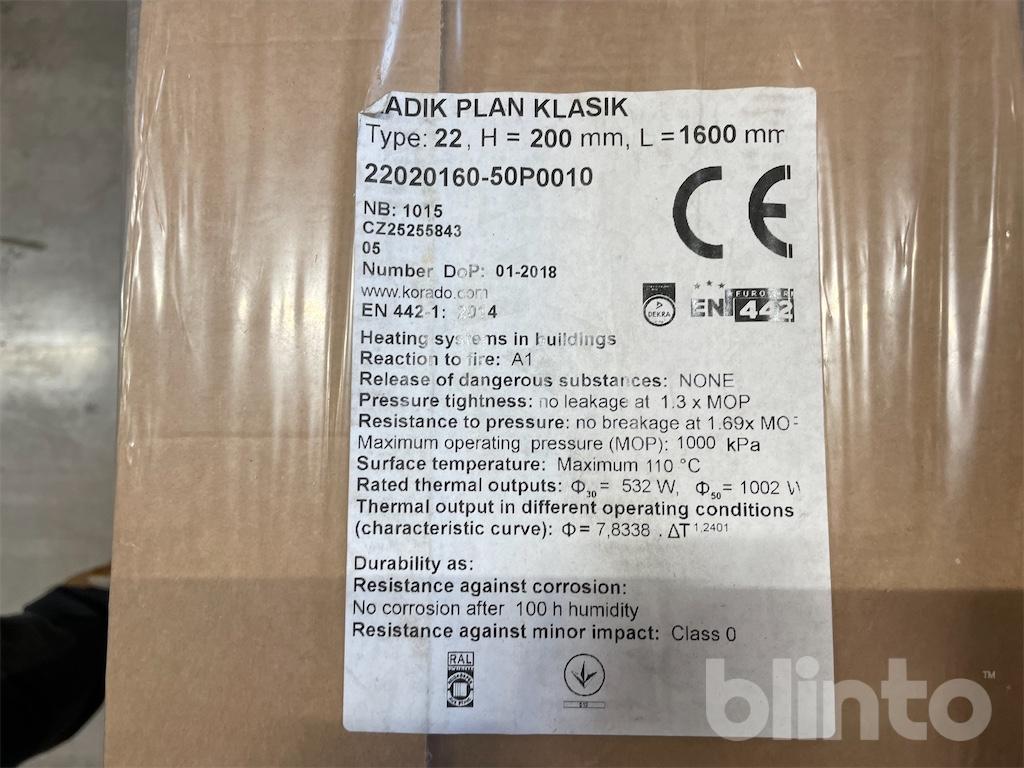 ADIK PLAN KLASIK
Type: 22, H = 200 mm, L = 1600 mm
22020160-50P0010
CE
NB: 1015
CZ25255843
05
Number DoP: 01-2018
www.korado.com
EN 442-1: 2014
DEKRA
EN 442
Heating systems in buildings
Reaction to fire: A1
Release of dangerous substances: NONE
Pressure tightness: no leakage at 1.3 x MOP
Resistance to pressure: no breakage at 1.69x MOP
Maximum operating pressure (MOP): 1000 kPa
Surface temperature: Maximum 110 °C
Rated thermal outputs: Φ30 = 532 W, Φ50 = 1002 W
Thermal output in different operating conditions
(characteristic curve): Φ = 7,8338 . ΔT 1,2401
Durability as:
Resistance against corrosion:
No corrosion after 100 h humidity
Resistance against minor impact: Class 0
RAL
blinto™